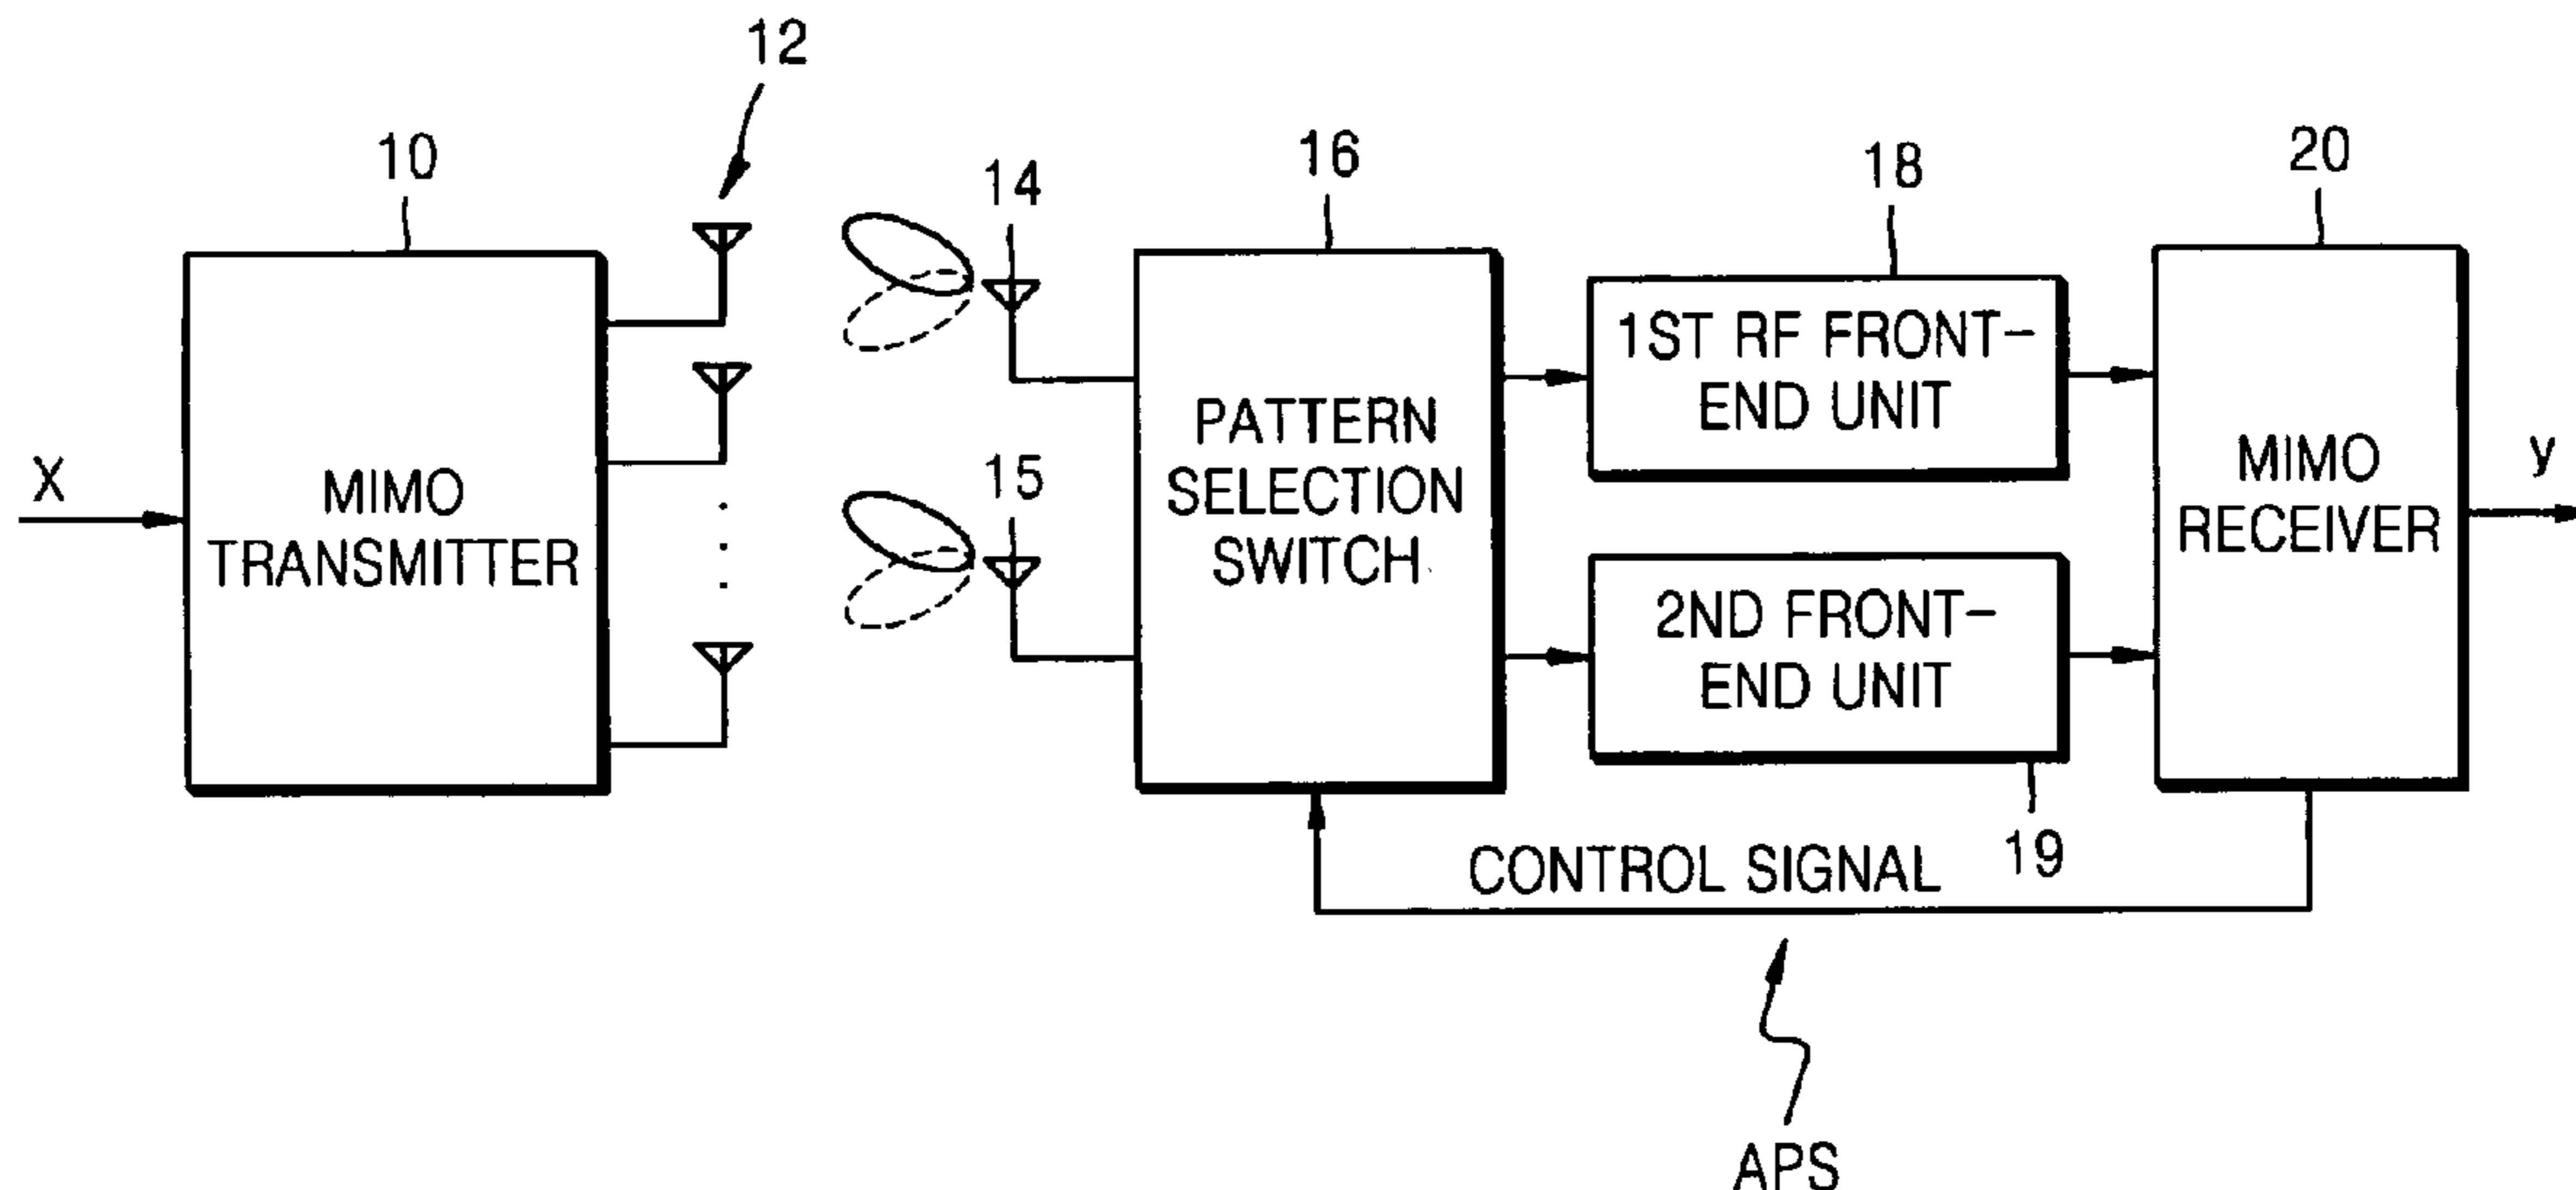 12
10
14
16
18
20
X
MIMO
TRANSMITTER
15
PATTERN
SELECTION
SWITCH
1ST RF FRONT-
END UNIT
2ND FRONT-
END UNIT
MIMO
RECEIVER
y
19
CONTROL SIGNAL
APS